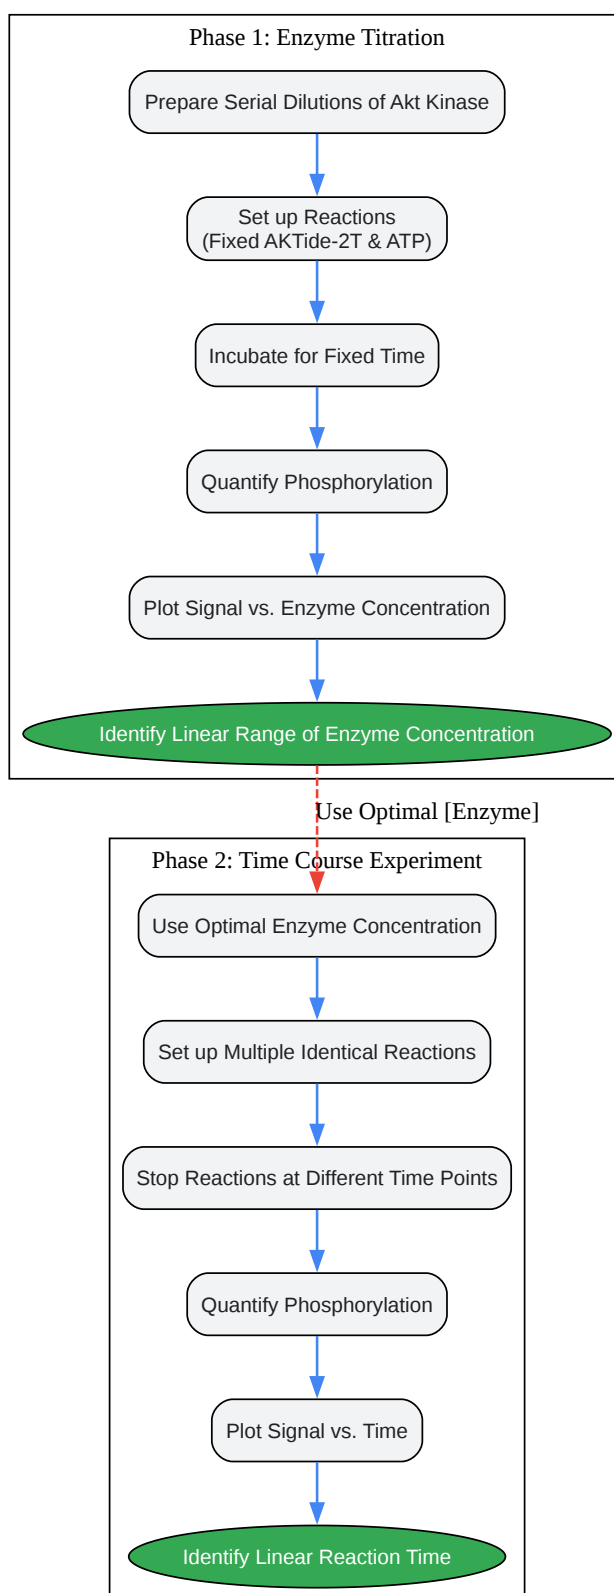 Phase 1: Enzyme Titration
Prepare Serial Dilutions of Akt Kinase
Set up Reactions
(Fixed AKTide-2T & ATP)
Incubate for Fixed Time
Quantify Phosphorylation
Plot Signal vs. Enzyme Concentration
Identify Linear Range of Enzyme Concentration
Use Optimal [Enzyme]
Phase 2: Time Course Experiment
Use Optimal Enzyme Concentration
Set up Multiple Identical Reactions
Stop Reactions at Different Time Points
Quantify Phosphorylation
Plot Signal vs. Time
Identify Linear Reaction Time